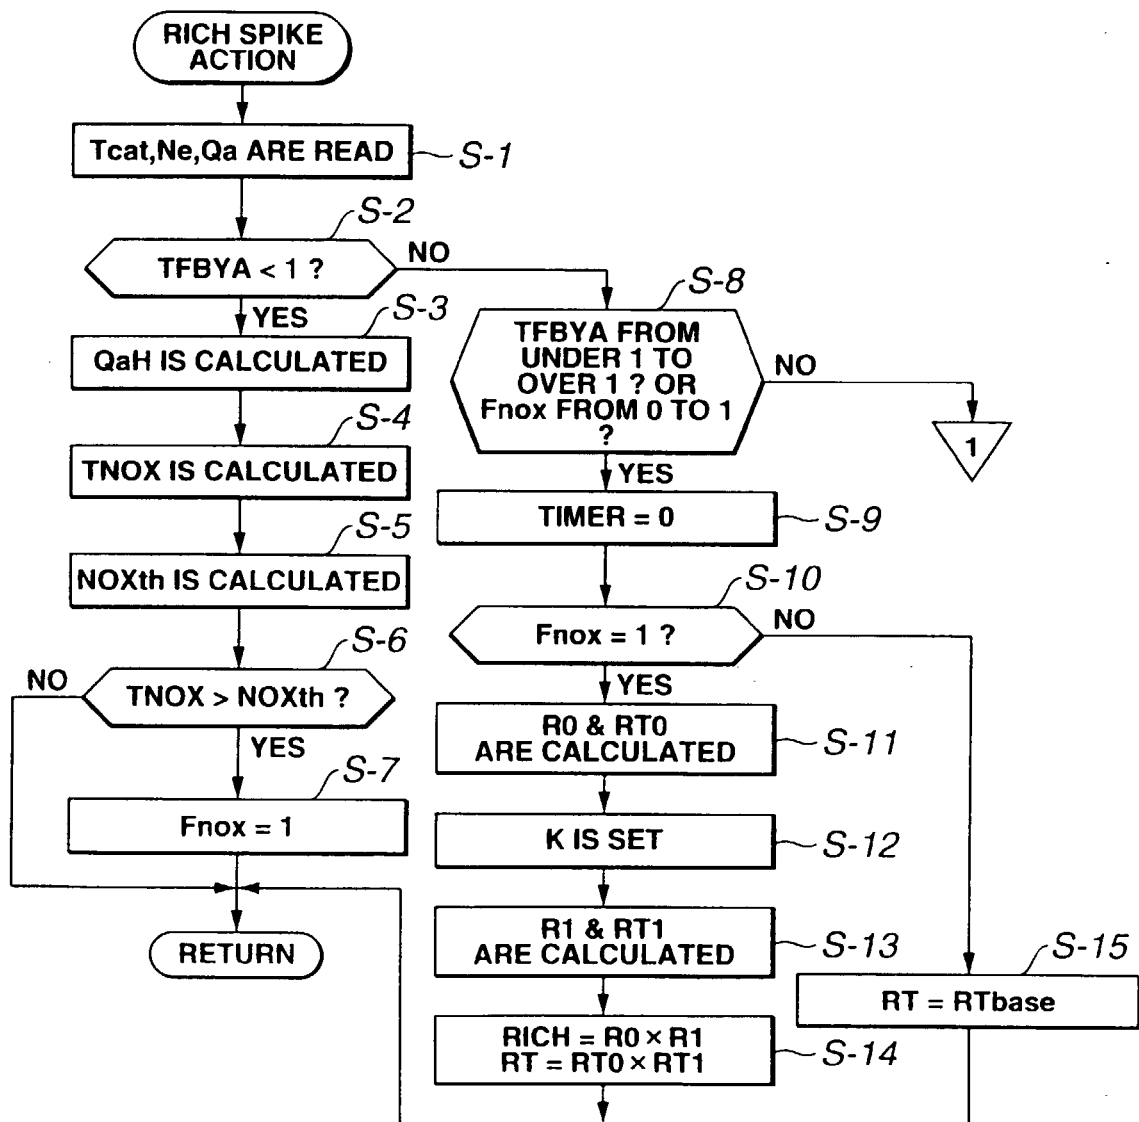 RICH SPIKE
ACTION
Tcat,Ne,Qa ARE READ
S-1
S-2
TFBYA < 1 ?
NO
YES
S-3
QaH IS CALCULATED
S-4
TNOX IS CALCULATED
S-5
NOXth IS CALCULATED
S-6
NO
TNOX > NOXth ?
YES
S-7
Fnox = 1
RETURN
S-8
TFBYA FROM
UNDER 1 TO
OVER 1 ? OR
Fnox FROM 0 TO 1
?
NO
1
YES
TIMER = 0
S-9
S-10
Fnox = 1 ?
NO
YES
R0 & RT0
ARE CALCULATED
S-11
K IS SET
S-12
R1 & RT1
ARE CALCULATED
S-13
RICH = R0 × R1
RT = RT0 × RT1
S-14
S-15
RT = RTbase